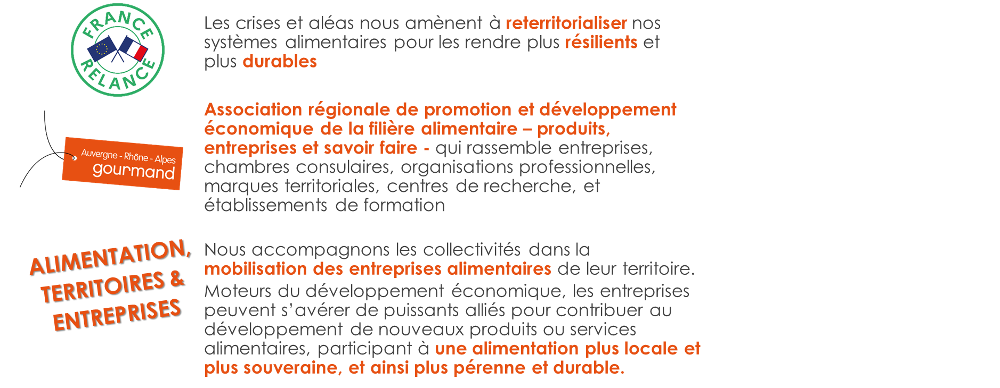 FRANCE
RELANCE
Les crises et aléas nous amènent à reterritorialiser nos
systèmes alimentaires pour les rendre plus résilients et
plus durables
Auvergne - Rhône - Alpes
gourmand
Association régionale de promotion et développement
économique de la filière alimentaire – produits,
entreprises et savoir faire - qui rassemble entreprises,
chambres consulaires, organisations professionnelles,
marques territoriales, centres de recherche, et
établissements de formation
ALIMENTATION,
TERRITOIRES &
ENTREPRISES
Nous accompagnons les collectivités dans la
mobilisation des entreprises alimentaires de leur territoire.
Moteurs du développement économique, les entreprises
peuvent s’avérer de puissants alliés pour contribuer au
développement de nouveaux produits ou services
alimentaires, participant à une alimentation plus locale et
plus souveraine, et ainsi plus pérenne et durable.